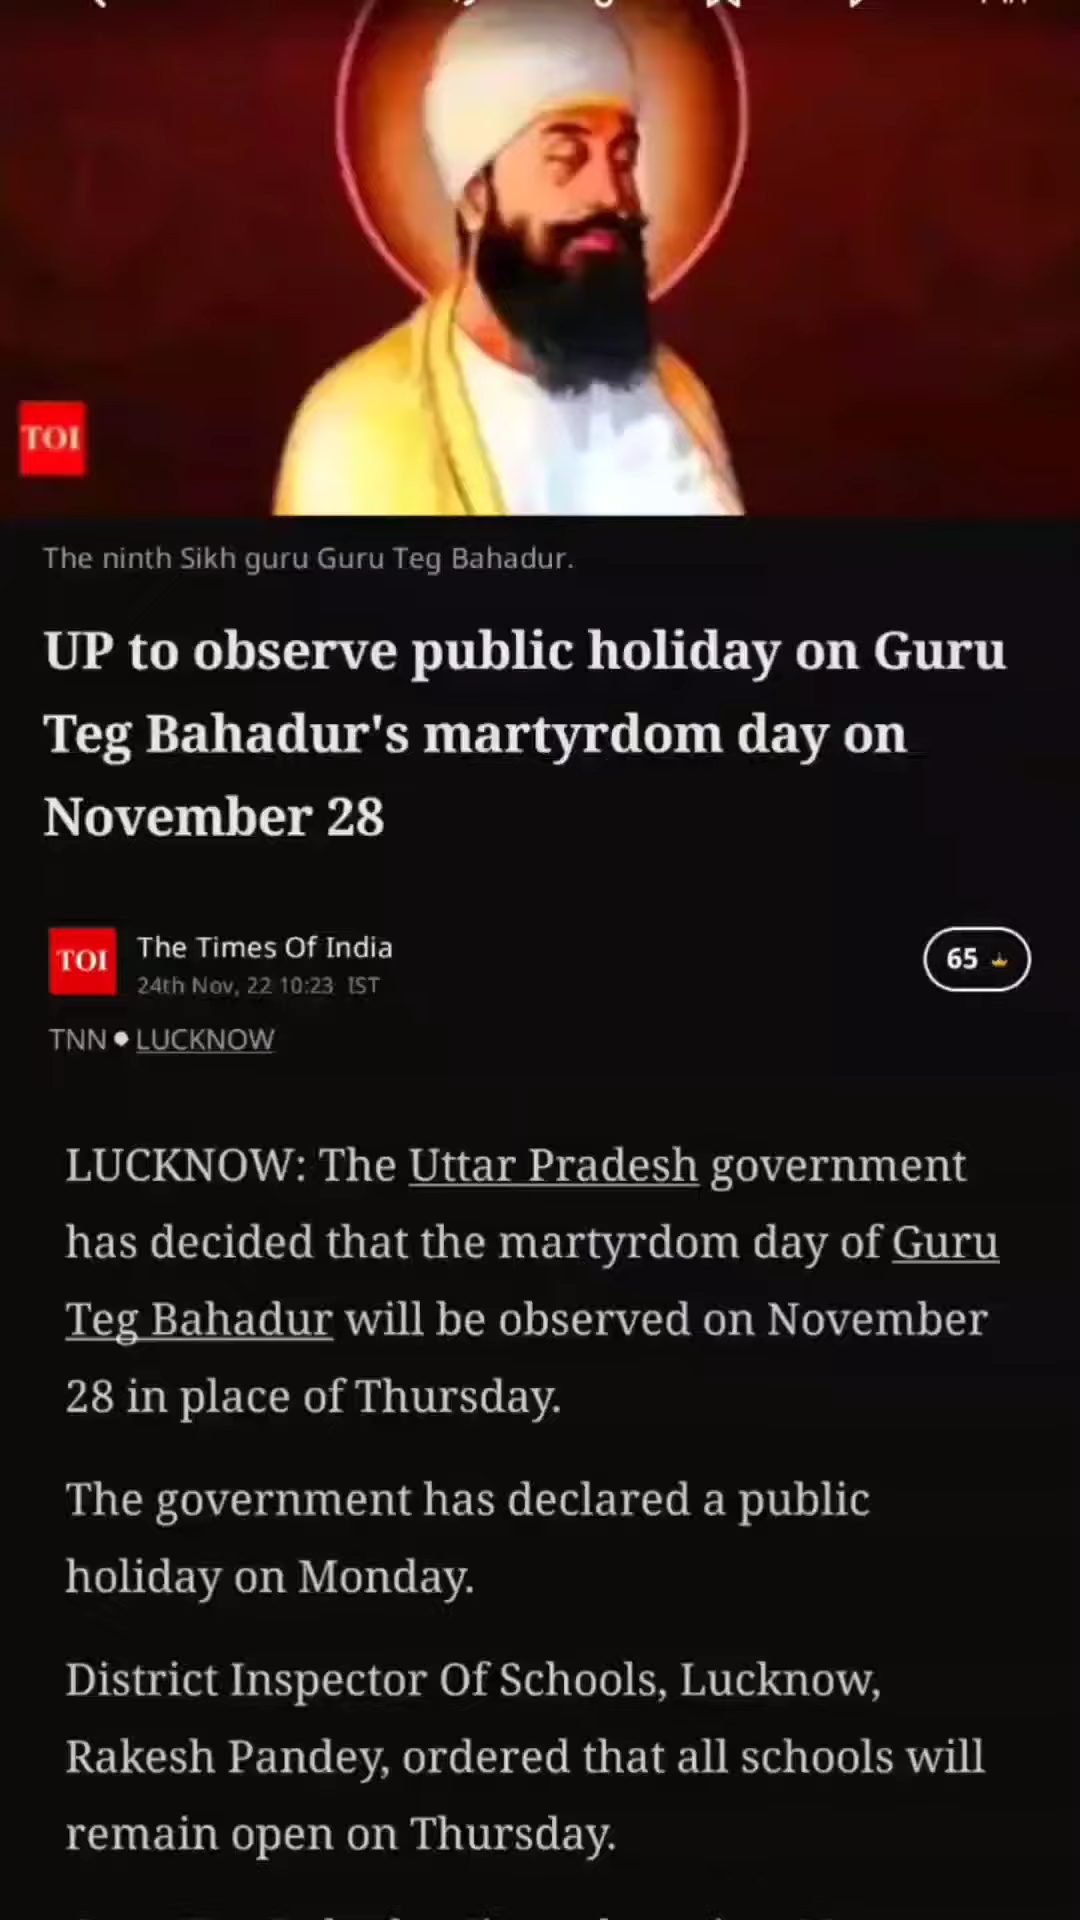 TOI
The ninth Sikh guru Guru Teg Bahadur.
UP to observe public holiday on Guru
Teg Bahadur's martyrdom day on
November 28
TOI
The Times Of India
65
24th Nov, 22 10:23 IST
TNN • LUCKNOW
LUCKNOW: The Uttar Pradesh government
has decided that the martyrdom day of Guru
Teg Bahadur will be observed on November
28 in place of Thursday.
The government has declared a public
holiday on Monday.
District Inspector Of Schools, Lucknow,
Rakesh Pandey, ordered that all schools will
remain open on Thursday.